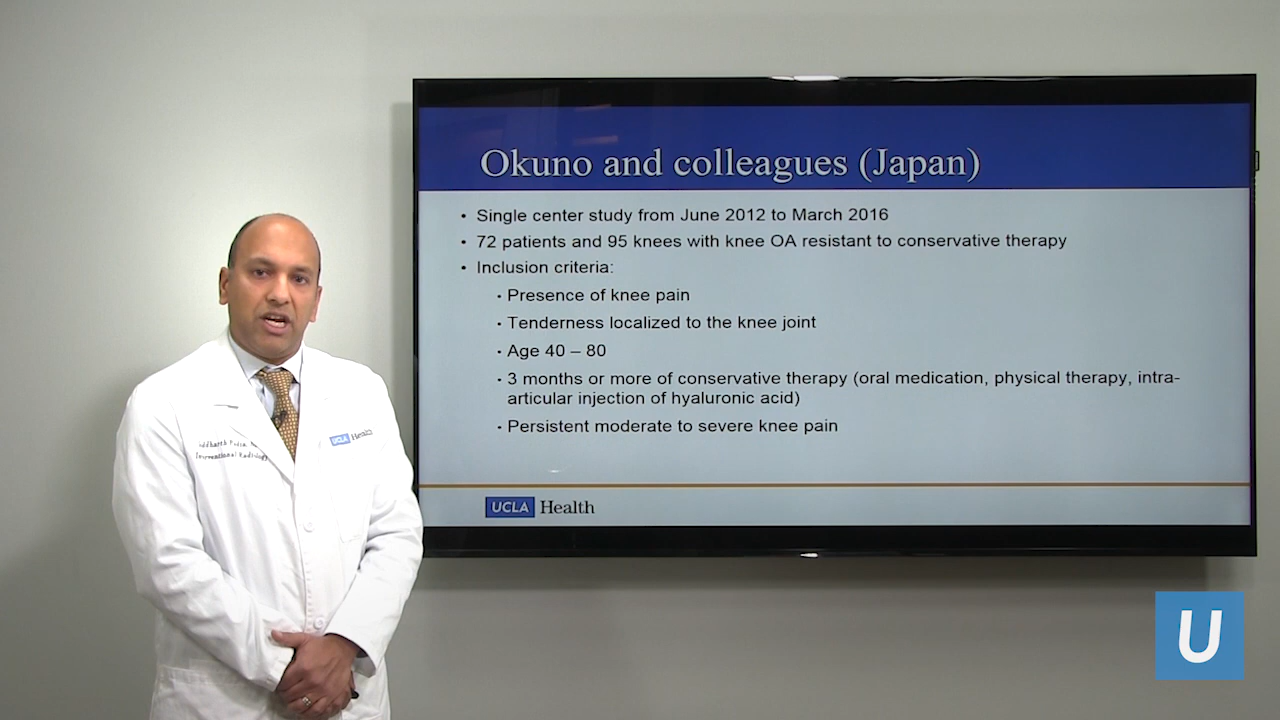 Okuno and colleagues (Japan)
• Single center study from June 2012 to March 2016
• 72 patients and 95 knees with knee OA resistant to conservative therapy
• Inclusion criteria:
• Presence of knee pain
• Tenderness localized to the knee joint
• Age 40 – 80
• 3 months or more of conservative therapy (oral medication, physical therapy, intra-
articular injection of hyaluronic acid)
• Persistent moderate to severe knee pain
UCLA Health
UCLA Health
Interventional Radiology
U